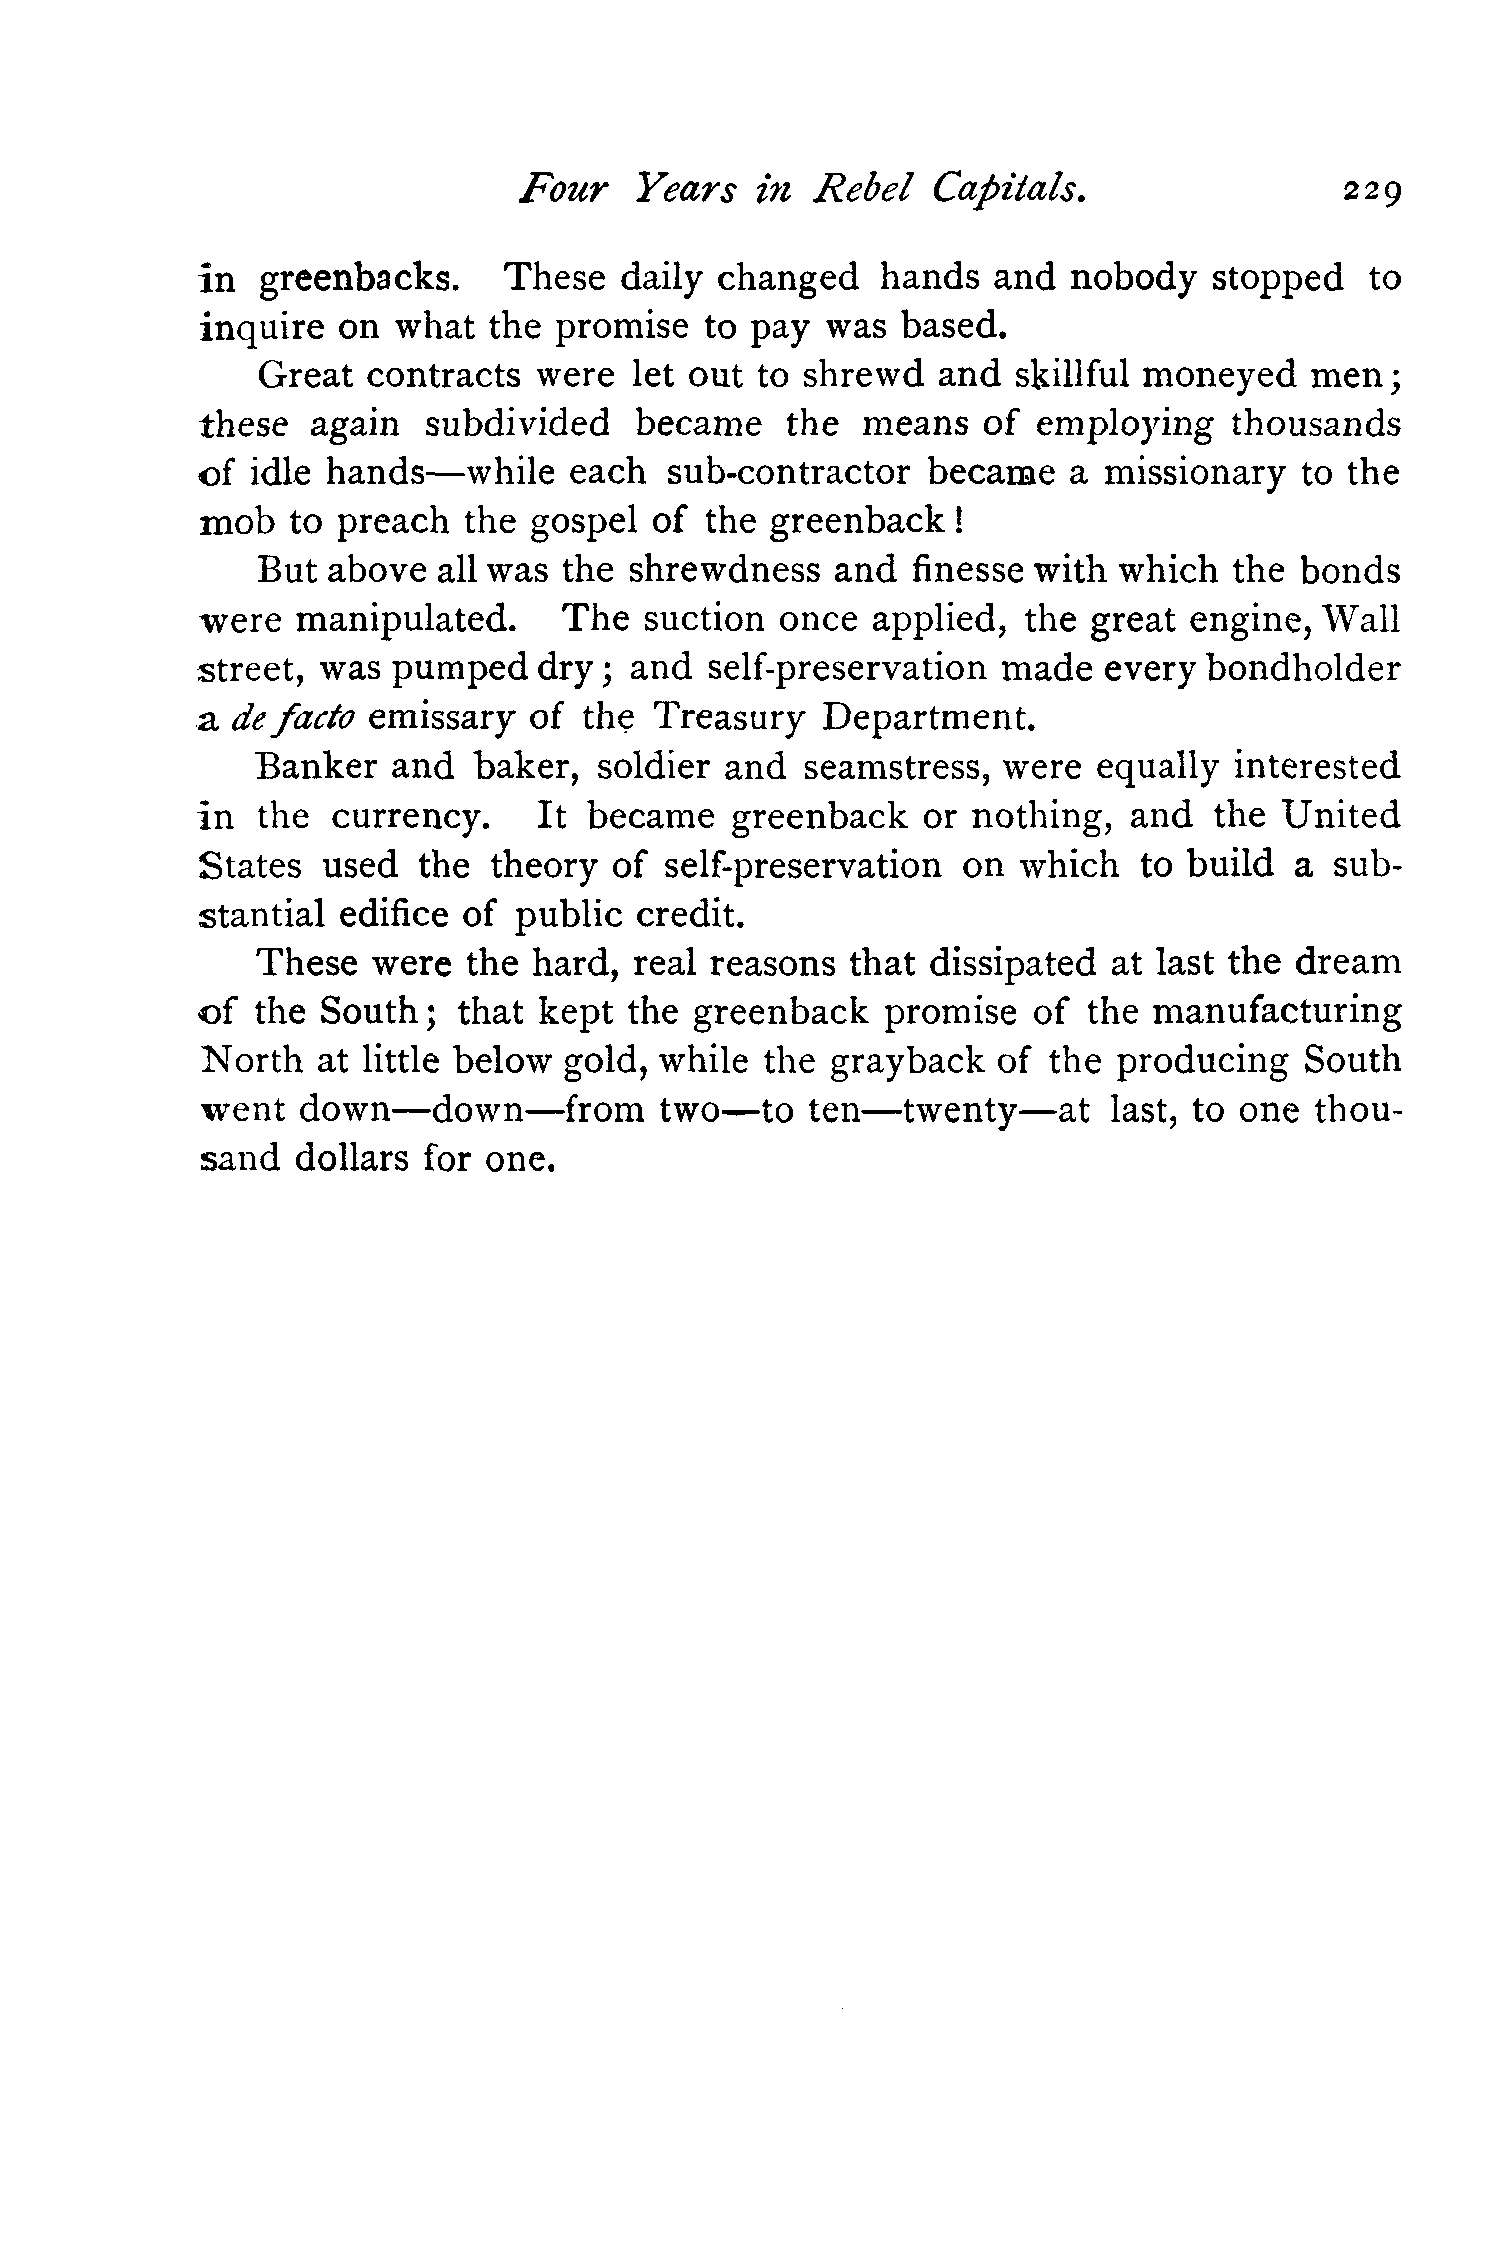 Four Years in Rebel Capitals. 229
in greenbacks. These daily changed hands and nobody stopped to
inquire on what the promise to pay was based.
Great contracts were let out to shrewd and skillful moneyed men;
these again subdivided became the means of employing thousands
of idle hands—while each sub-contractor became a missionary to the
mob to preach the gospel of the greenback!
But above all was the shrewdness and finesse with which the bonds
were manipulated. The suction once applied, the great engine, Wall
street, was pumped dry; and self-preservation made every bondholder
a de facto emissary of the Treasury Department.
Banker and baker, soldier and seamstress, were equally interested
in the currency. It became greenback or nothing, and the United
States used the theory of self-preservation on which to build a sub-
stantial edifice of public credit.
These were the hard, real reasons that dissipated at last the dream
of the South; that kept the greenback promise of the manufacturing
North at little below gold, while the grayback of the producing South
went down—down—from two—to ten—twenty—at last, to one thou-
sand dollars for one.